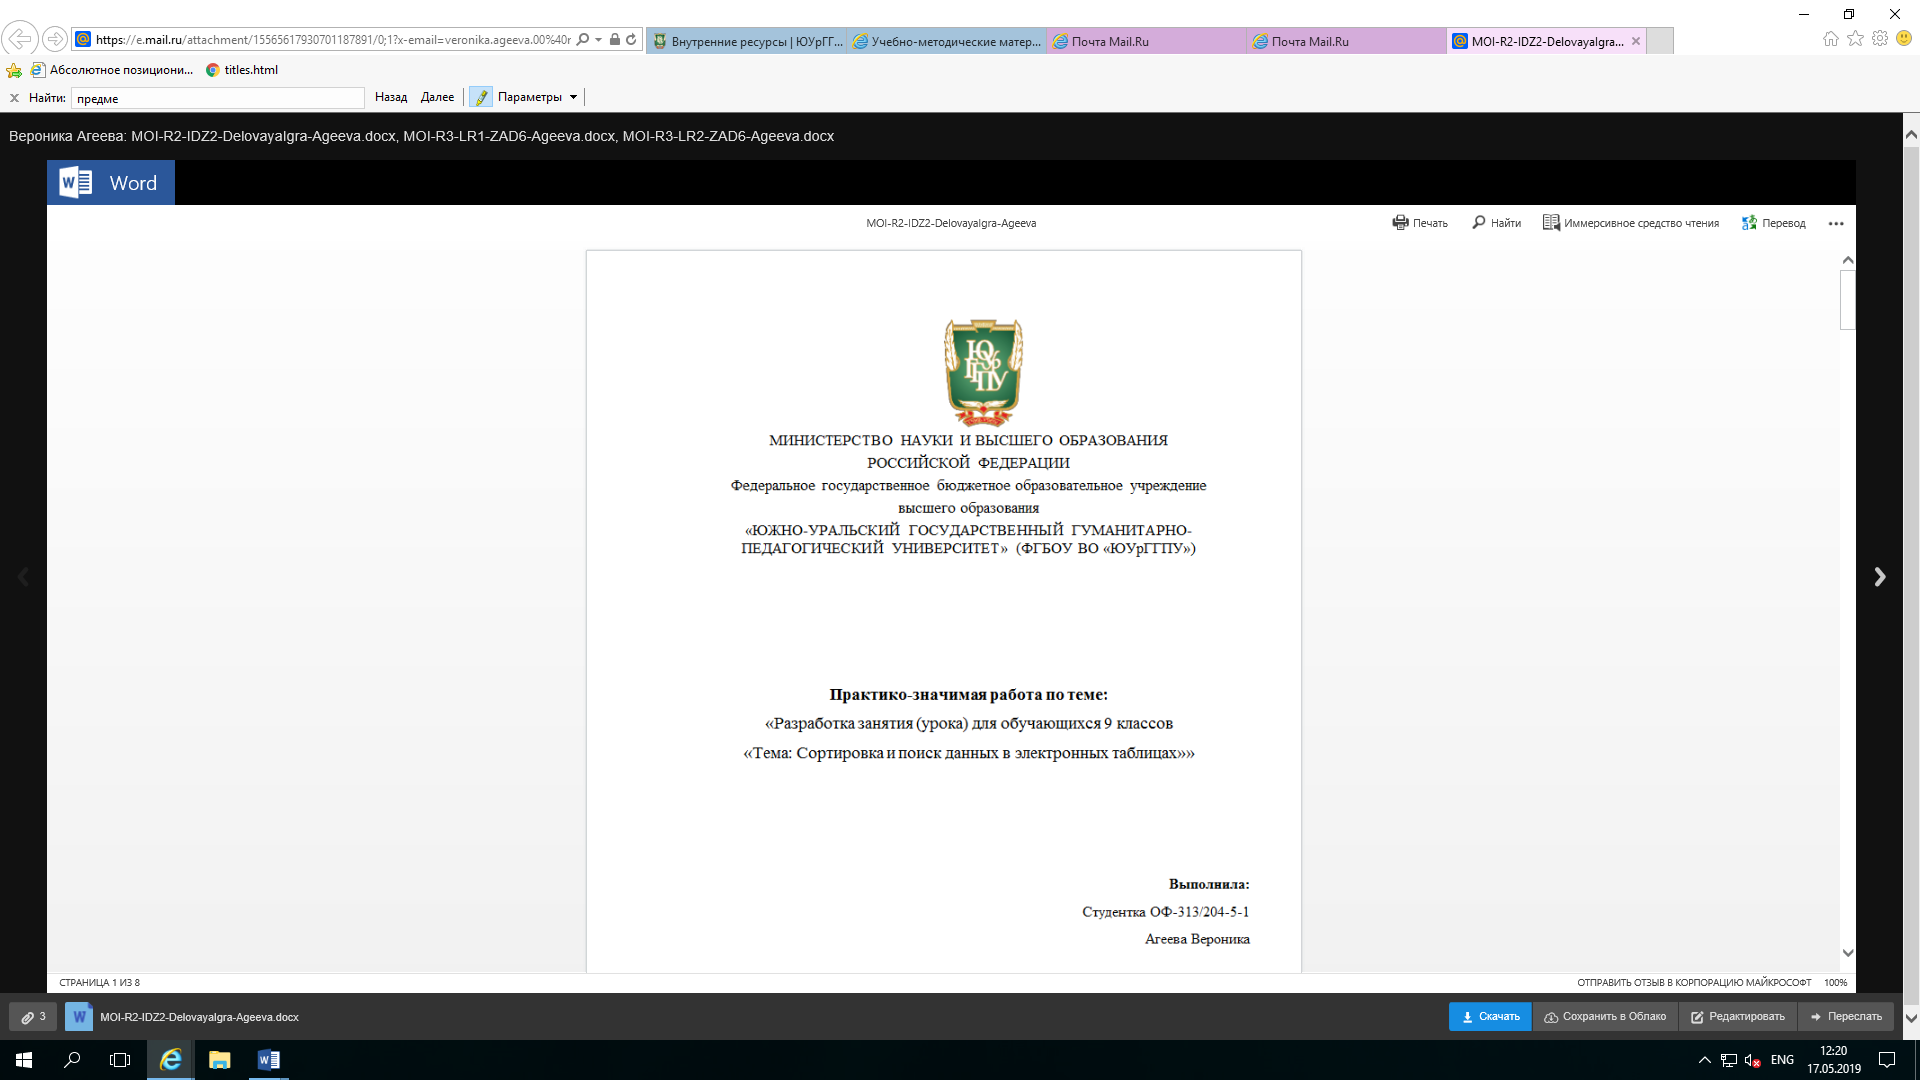 https://e.mail.ru/attachment/15565617930701187891/0;1?x-email=veronika.ageeva.00%40r
Внутренние ресурсы | ЮУрГГ...
Учебно-методические матер...
Почта Mail.Ru
Почта Mail.Ru
MOI-R2-IDZ2-DelovayaIgra...
Абсолютное позициони...
titles.html
Найти:
предме
Назад
Далее
Параметры
Вероника Агеева: MOI-R2-IDZ2-DelovayaIgra-Ageeva.docx, MOI-R3-LR1-ZAD6-Ageeva.docx, MOI-R3-LR2-ZAD6-Ageeva.docx
Word
MOI-R2-IDZ2-DelovayaIgra-Ageeva
Печать
Найти
Иммерсивное средство чтения
Перевод
ЮУр
ГГПУ
МИНИСТЕРСТВО НАУКИ И ВЫСШЕГО ОБРАЗОВАНИЯ
РОССИЙСКОЙ ФЕДЕРАЦИИ
Федеральное государственное бюджетное образовательное учреждение
высшего образования
«ЮЖНО-УРАЛЬСКИЙ ГОСУДАРСТВЕННЫЙ ГУМАНИТАРНО-
ПЕДАГОГИЧЕСКИЙ УНИВЕРСИТЕТ» (ФГБОУ ВО «ЮУрГГПУ»)
Практико-значимая работа по теме:
«Разработка занятия (урока) для обучающихся 9 классов
«Тема: Сортировка и поиск данных в электронных таблицах»»
Выполнила:
Студентка ОФ-313/204-5-1
Агеева Вероника
СТРАНИЦА 1 ИЗ 8
ОТПРАВИТЬ ОТЗЫВ В КОРПОРАЦИЮ МАЙКРОСОФТ
100%
3
MOI-R2-IDZ2-DelovayaIgra-Ageeva.docx
Скачать
Сохранить в Облако
Редактировать
Переслать
ENG
12:20
17.05.2019